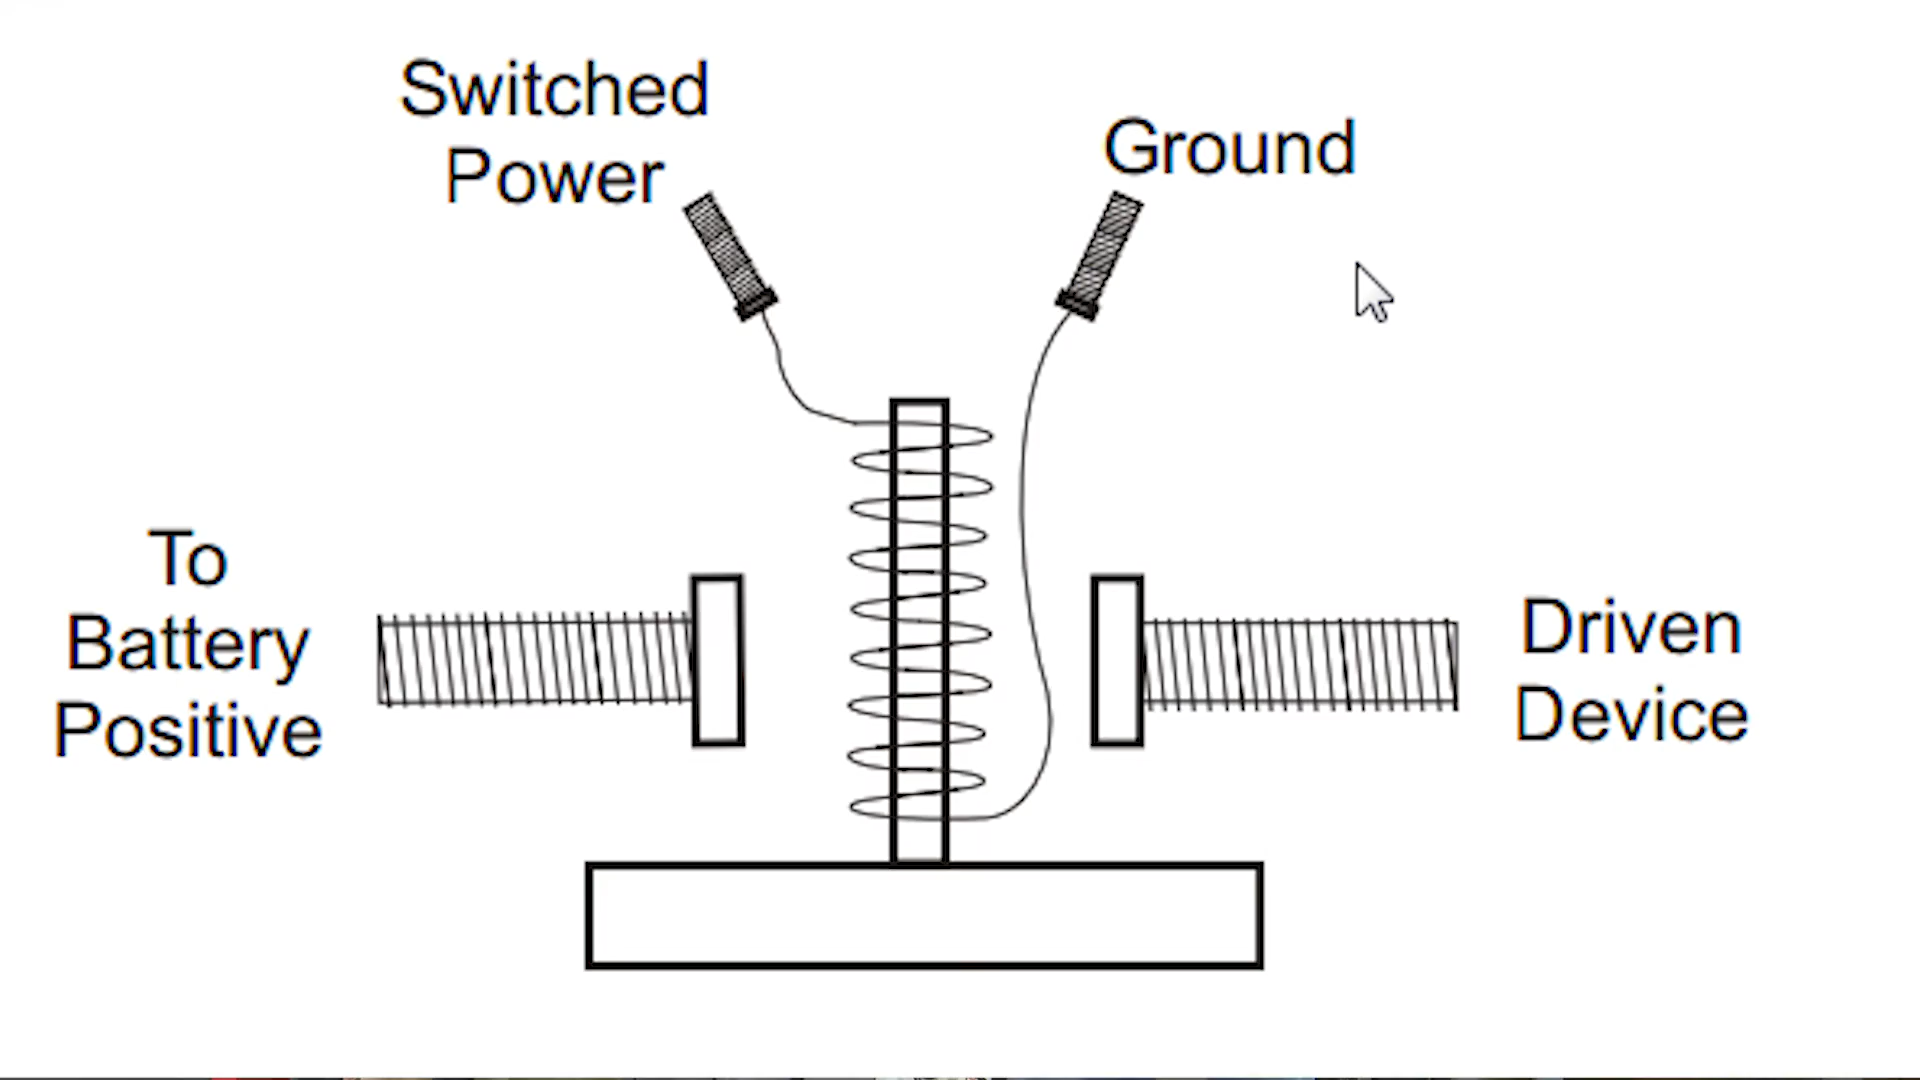 Switched
Power
Ground
To
Battery
Positive
Driven
Device